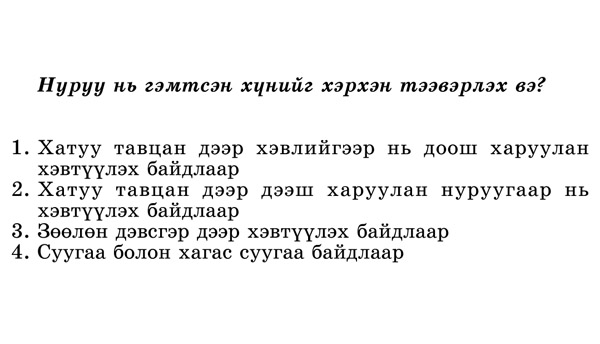 Нуруу нь гэмтсэн хүнийг хэрхэн тээвэрлэх вэ?
1. Хатуу тавцан дээр хэвлийгээр нь доош харуулан
хэвтүүлэх байдлаар
2. Хатуу тавцан дээр дээш харуулан нуруугаар нь
хэвтүүлэх байдлаар
3. Зөөлөн дэвсгэр дээр хэвтүүлэх байдлаар
4. Суугаа болон хагас суугаа байдлаар